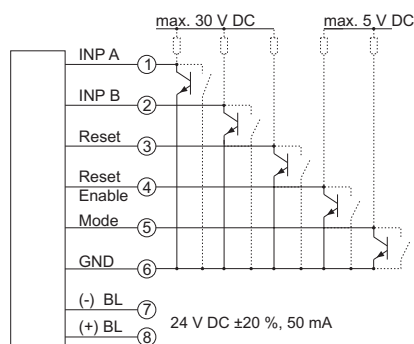 max. 30 V DC
max. 5 V DC
INP A
1
INP B
2
Reset
3
Reset
Enable
4
Mode
5
GND
6
(-) BL
7
24 V DC ±20 %, 50 mA
(+) BL
8